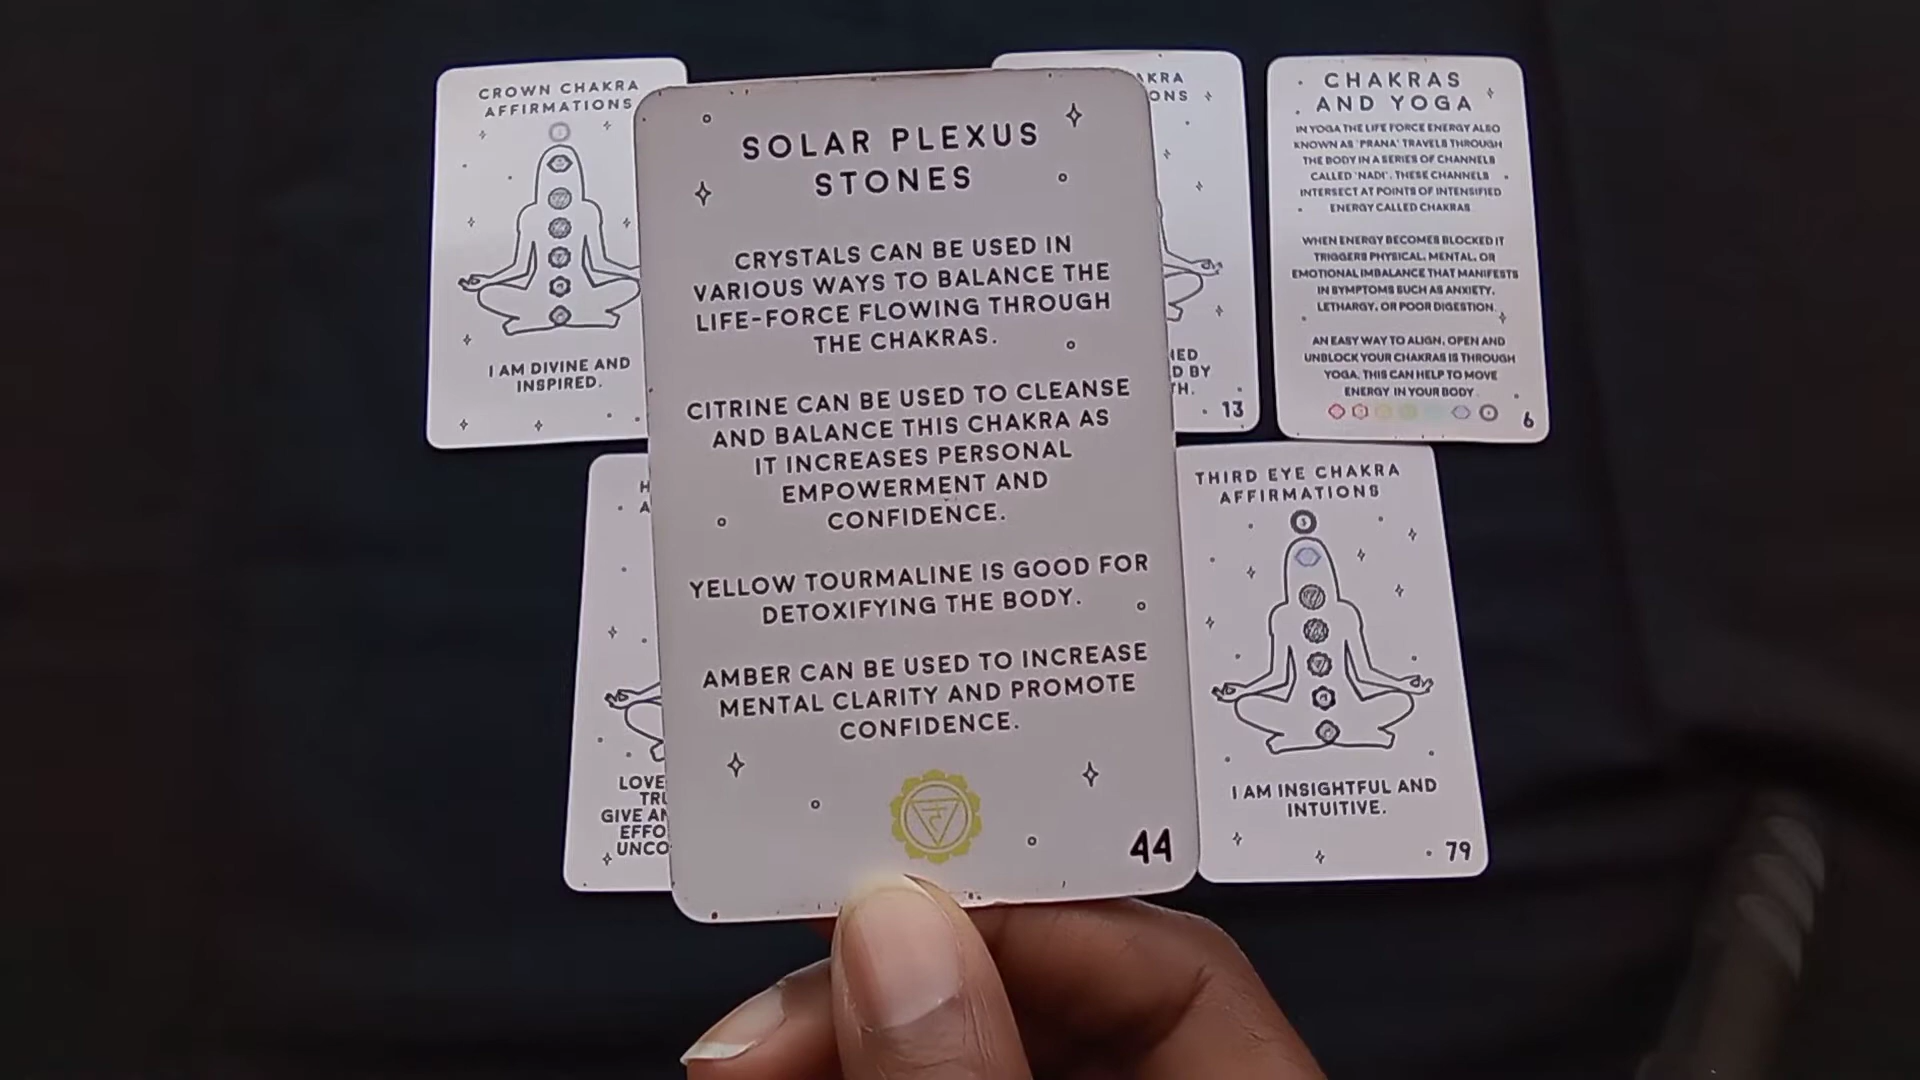 CROWN CHAKRA
AFFIRMATIONS
I AM DIVINE AND
INSPIRED.
SOLAR PLEXUS
STONES
CRYSTALS CAN BE USED IN
VARIOUS WAYS TO BALANCE THE
LIFE-FORCE FLOWING THROUGH
THE CHAKRAS.
CITRINE CAN BE USED TO CLEANSE
AND BALANCE THIS CHAKRA AS
IT INCREASES PERSONAL
EMPOWERMENT AND
CONFIDENCE.
YELLOW TOURMALINE IS GOOD FOR
DETOXIFYING THE BODY.
AMBER CAN BE USED TO INCREASE
MENTAL CLARITY AND PROMOTE
CONFIDENCE.
44
D BY
13
CHAKRAS
AND YOGA
IN YOGA THE LIFE FORCE ENERGY ALSO
KNOWN AS 'PRANA' TRAVELS THROUGH
THE BODY IN A SERIES OF CHANNELS
CALLED 'NADI'. THESE CHANNELS
INTERSECT AT POINTS OF INTENSIFIED
ENERGY CALLED CHAKRAS
WHEN ENERGY BECOMES BLOCKED IT
TRIGGERS PHYSICAL, MENTAL, OR
EMOTIONAL IMBALANCE THAT MANIFESTS
IN SYMPTOMS SUCH AS ANXIETY,
LETHARGY, OR POOR DIGESTION.
AN EASY WAY TO ALIGN, OPEN AND
UNBLOCK YOUR CHAKRAS IS THROUGH
YOGA, THIS CAN HELP TO MOVE
ENERGY IN YOUR BODY
6
LOVE
GIVE
THIRD EYE CHAKRA
AFFIRMATIONS
I AM INSIGHTFUL AND
INTUITIVE.
79